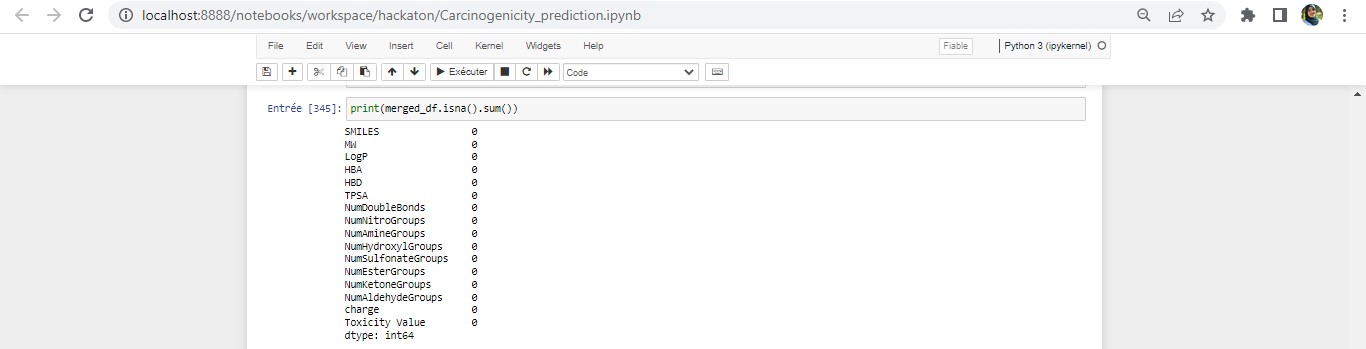 localhost:8888/notebooks/workspace/hackaton/Carcinogenicity_prediction.ipynb
File Edit View Insert Cell Kernel Widgets Help Fiable Python 3 (ipykernel)
Exécuter Code
Entrée [345]: print(merged_df.isna().sum())
SMILES 0
MW 0
LogP 0
HBA 0
HBD 0
TPSA 0
NumDoubleBonds 0
NumNitroGroups 0
NumAmineGroups 0
NumHydroxylGroups 0
NumSulfonateGroups 0
NumEsterGroups 0
NumKetoneGroups 0
NumAldehydeGroups 0
charge 0
Toxicity Value 0
dtype: int64